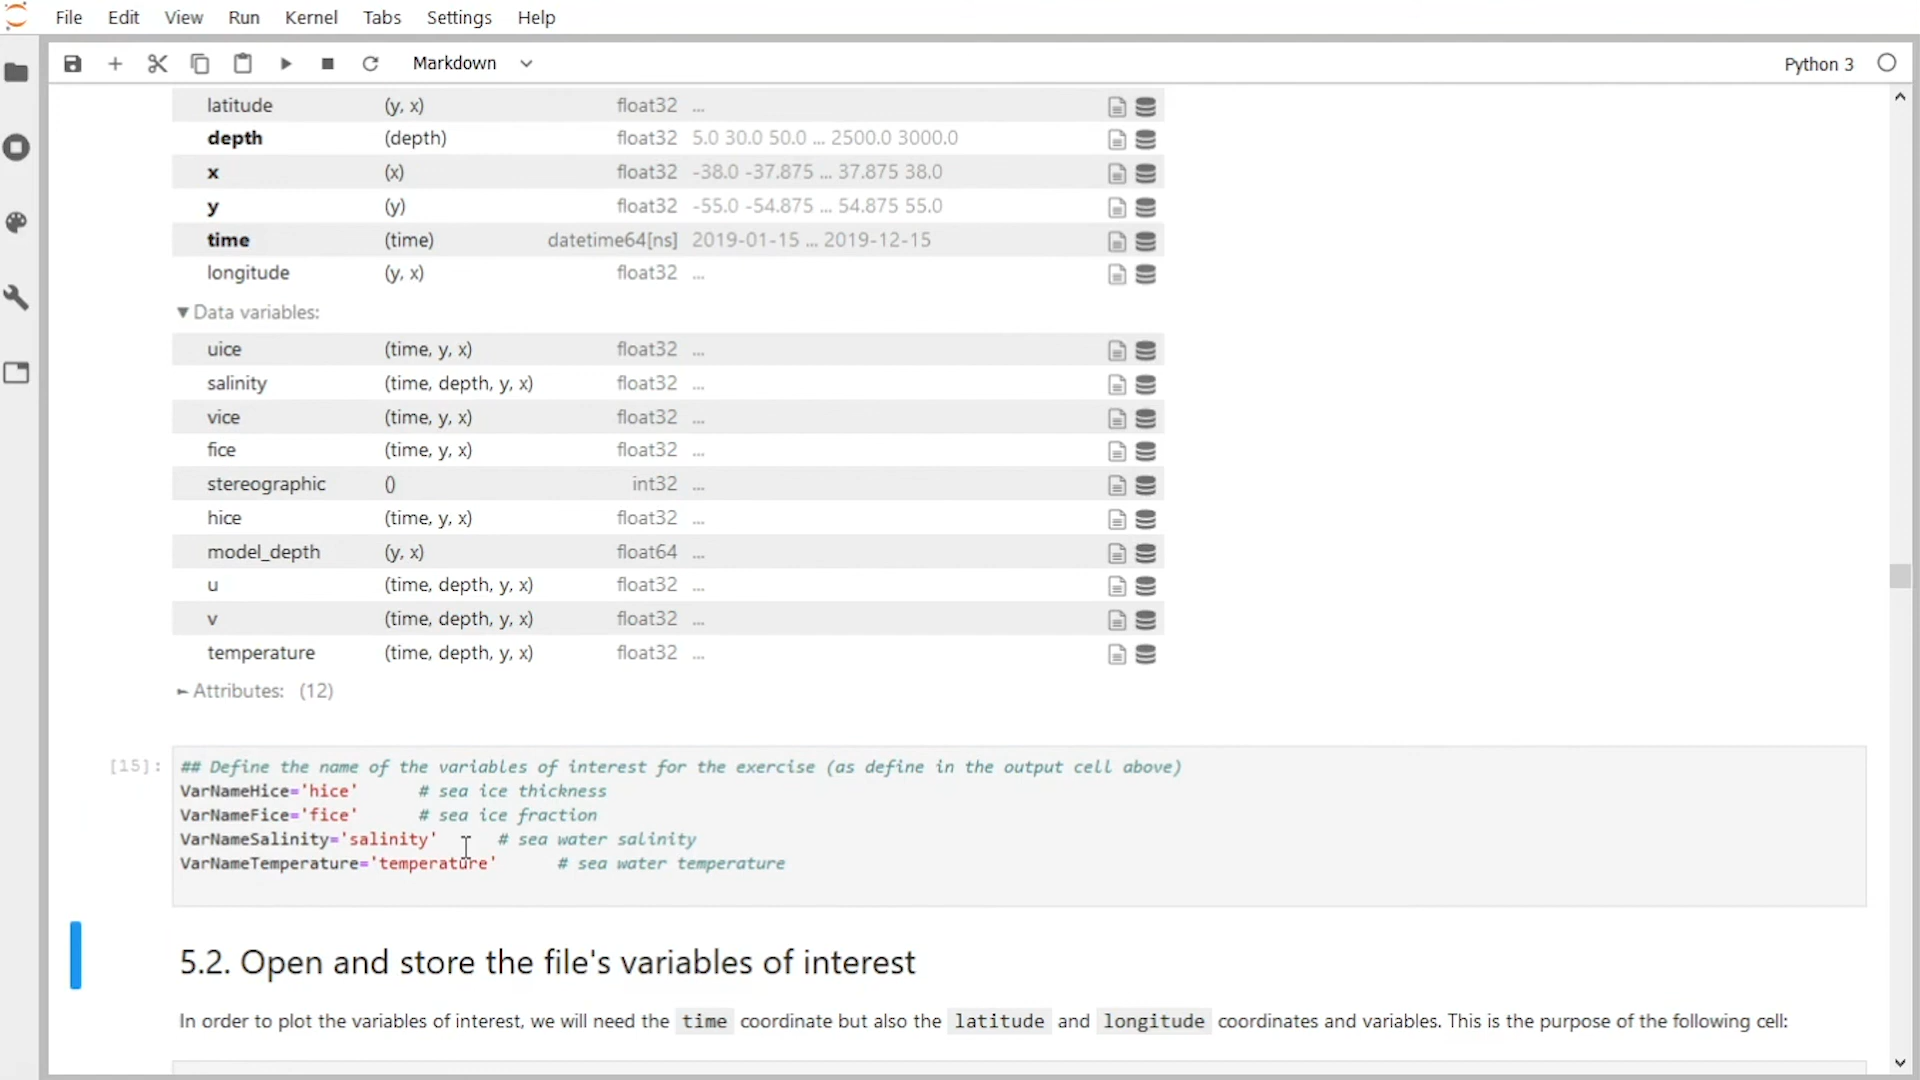 File Edit View Run Kernel Tabs Settings Help
Markdown Python 3
latitude (y, x) float32 ...
depth (depth) float32 5.0 30.0 50.0 ... 2500.0 3000.0
x (x) float32 -38.0 -37.875 ... 37.875 38.0
y (y) float32 -55.0 -54.875 ... 54.875 55.0
time (time) datetime64[ns] 2019-01-15 ... 2019-12-15
longitude (y, x) float32 ...
▼ Data variables:
uice (time, y, x) float32 ...
salinity (time, depth, y, x) float32 ...
vice (time, y, x) float32 ...
fice (time, y, x) float32 ...
stereographic () int32 ...
hice (time, y, x) float32 ...
model_depth (y, x) float64 ...
u (time, depth, y, x) float32 ...
v (time, depth, y, x) float32 ...
temperature (time, depth, y, x) float32 ...
► Attributes: (12)
[15]: ## Define the name of the variables of interest for the exercise (as define in the output cell above)
VarNameHice='hice' # sea ice thickness
VarNameFice='fice' # sea ice fraction
VarNameSalinity='salinity' # sea water salinity
VarNameTemperature='temperature' # sea water temperature
5.2. Open and store the file's variables of interest
In order to plot the variables of interest, we will need the time coordinate but also the latitude and longitude coordinates and variables. This is the purpose of the following cell: